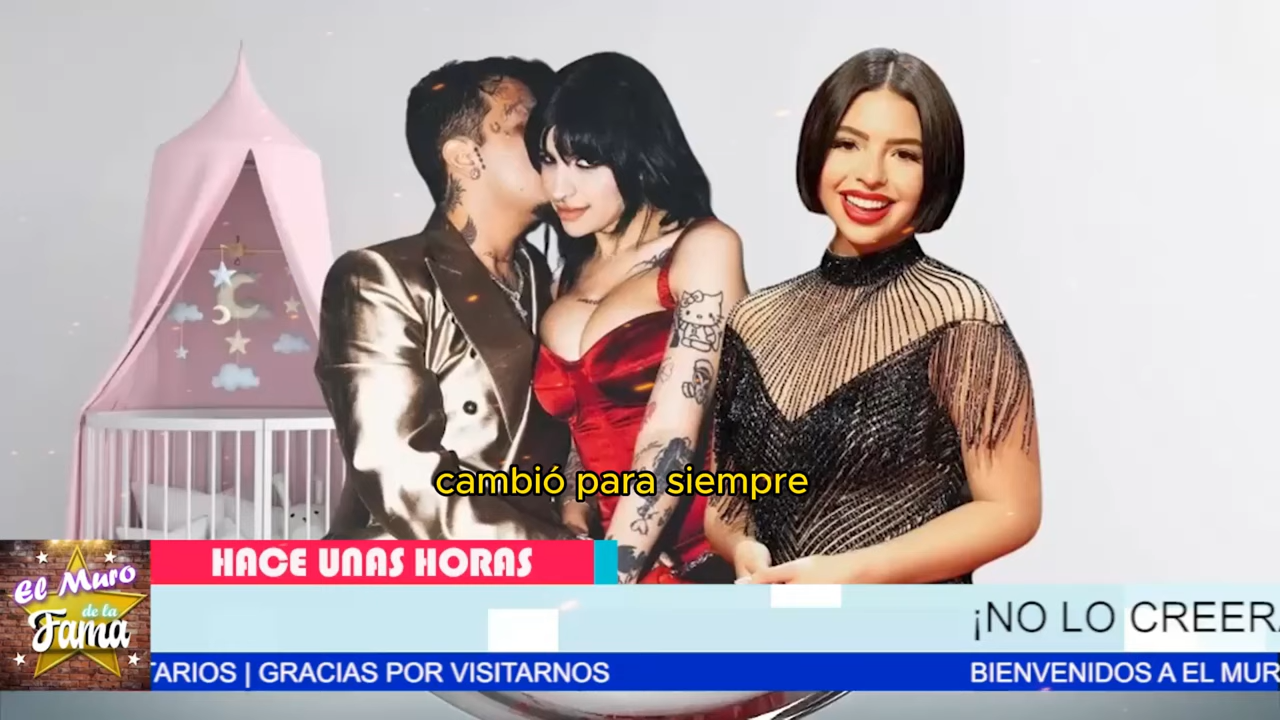 cambió para siempre
HACE UNAS HORAS
El Muro
de la
Fama
¡NO LO CREER
TARIOS | GRACIAS POR VISITARNOS
BIENVENIDOS A EL MUR